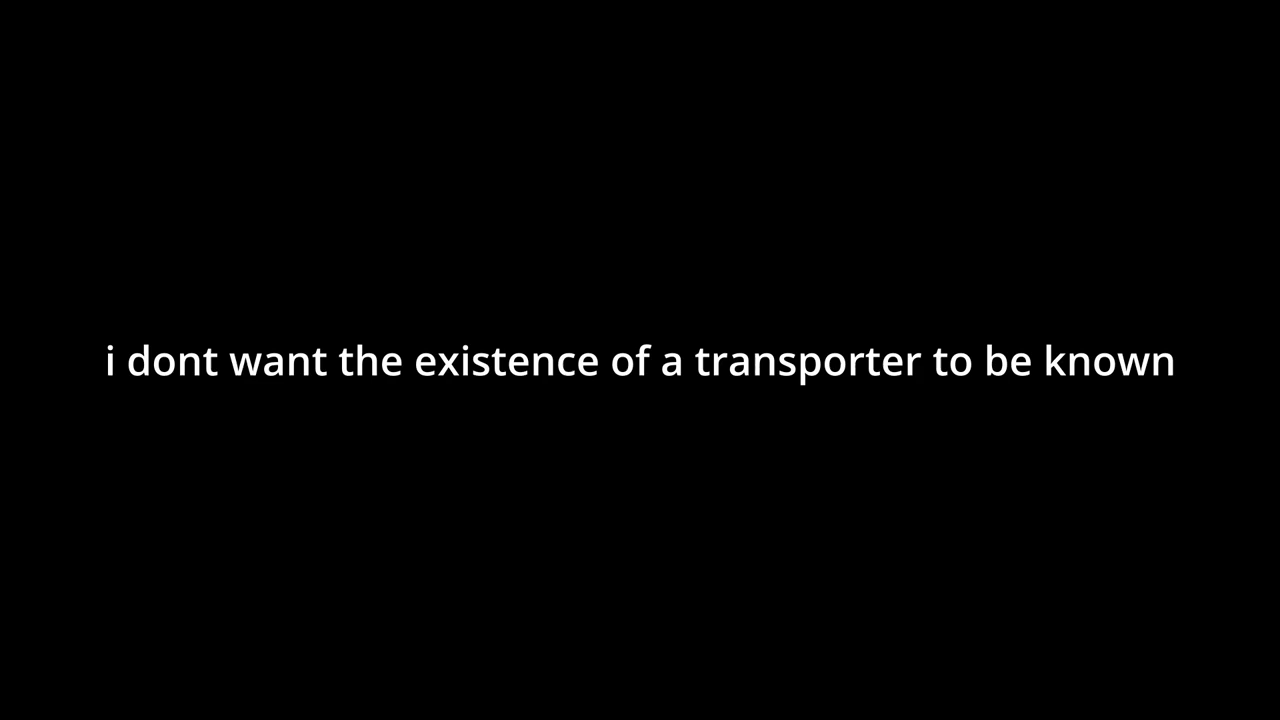 i dont want the existence of a transporter to be known